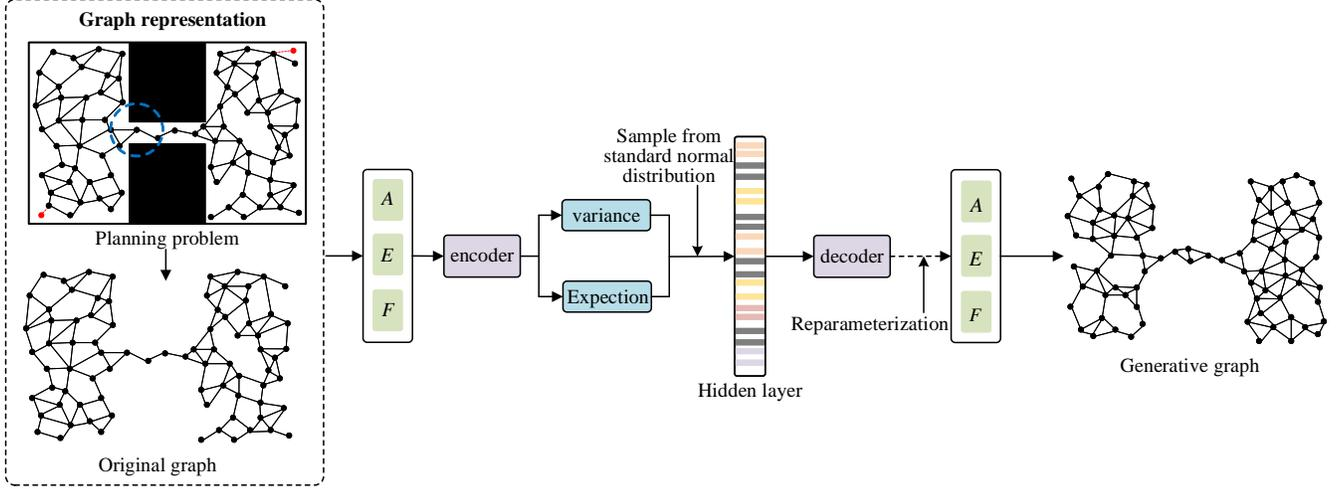 Graph representation
Planning problem
Original graph
A
E
F
encoder
variance
Expection
Sample from
standard normal
distribution
Hidden layer
decoder
Reparameterization
A
E
F
Generative graph